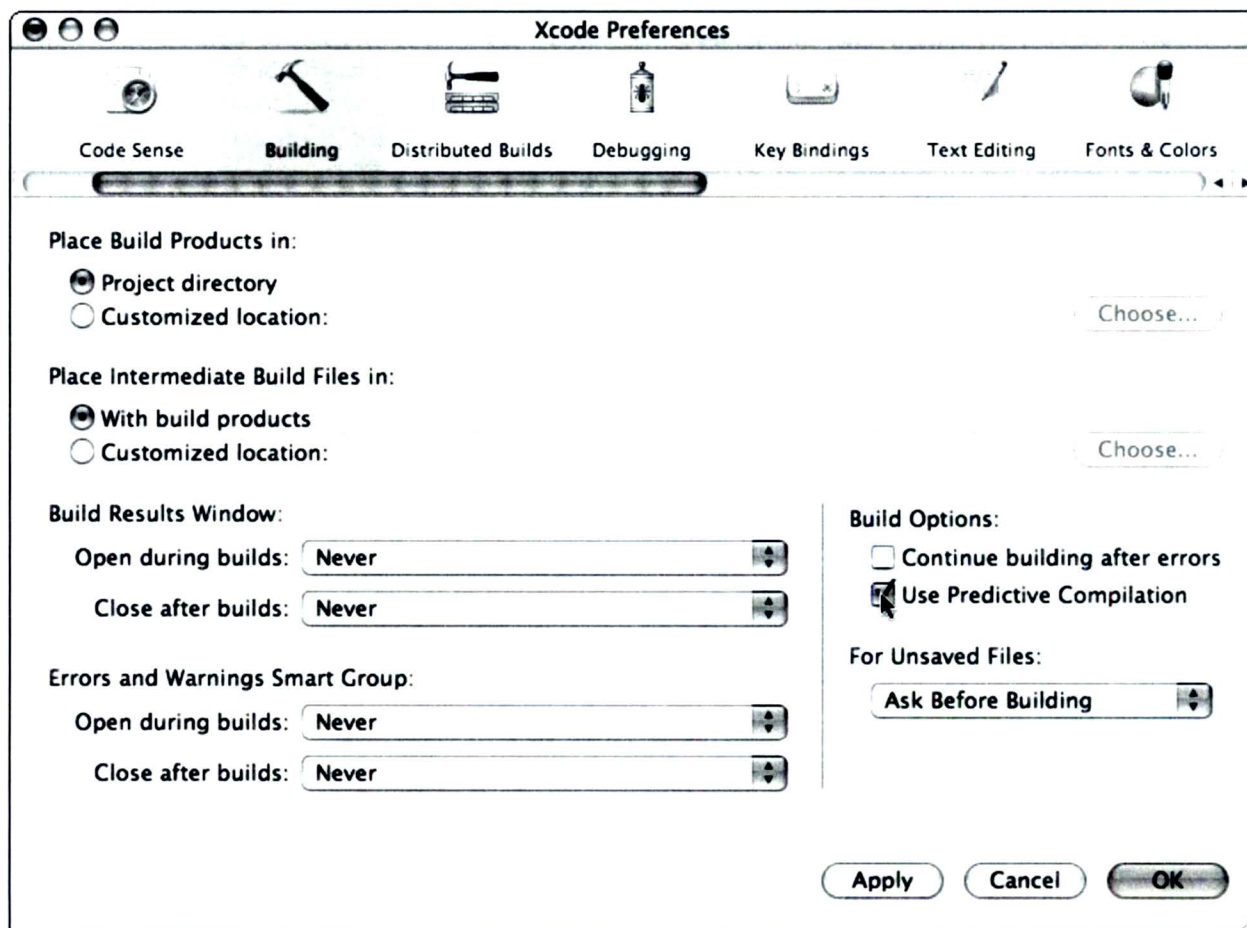 Xcode Preferences
Code Sense Building Distributed Builds Debugging Key Bindings Text Editing Fonts & Colors
Place Build Products in:
Project directory
Customized location: Choose...
Place Intermediate Build Files in:
With build products
Customized location: Choose...
Build Results Window:
Open during builds: Never
Close after builds: Never
Errors and Warnings Smart Group:
Open during builds: Never
Close after builds: Never
Build Options:
Continue building after errors
Use Predictive Compilation
For Unsaved Files:
Ask Before Building
Apply Cancel OK